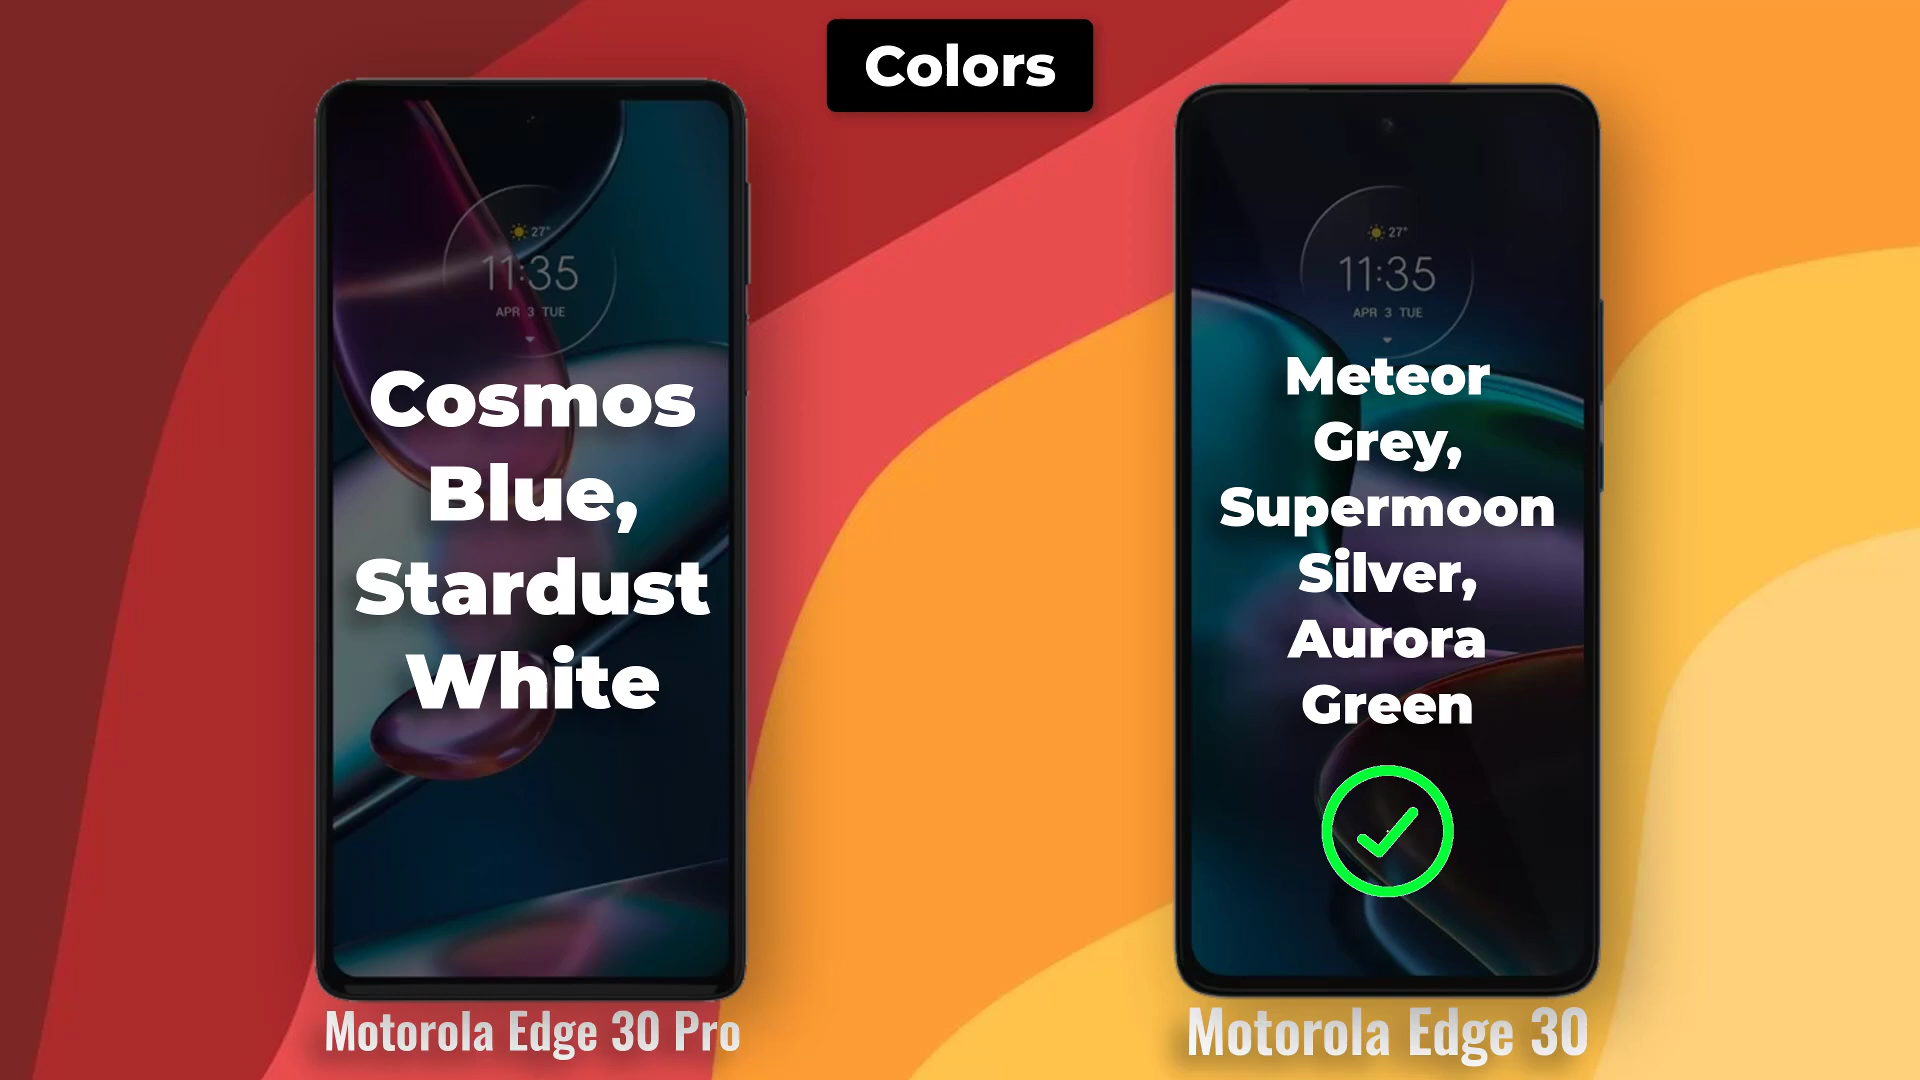 Colors
27°
11:35
APR 3 TUE
Cosmos
Blue,
Stardust
White
Motorola Edge 30 Pro
27°
11:35
APR 3 TUE
Meteor
Grey,
Supermoon
Silver,
Aurora
Green
Motorola Edge 30